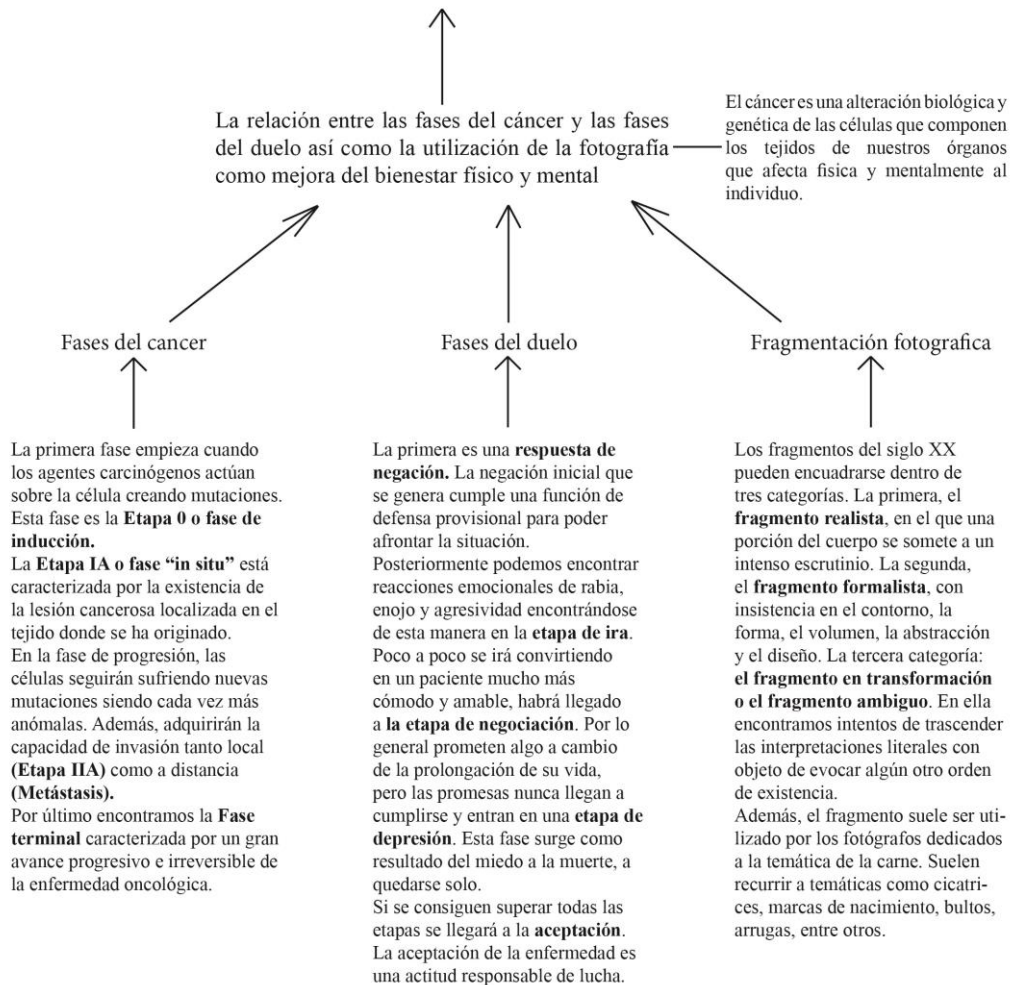 La relación entre las fases del cáncer y las fases
del duelo así como la utilización de la fotografía
como mejora del bienestar físico y mental
El cáncer es una alteración biológica y
genética de las células que componen
los tejidos de nuestros órganos
que afecta fisica y mentalmente al
individuo.
Fases del cancer
La primera fase empieza cuando
los agentes carcinógenos actúan
sobre la célula creando mutaciones.
Esta fase es la Etapa 0 o fase de
inducción.
La Etapa IA o fase “in situ” está
caracterizada por la existencia de
la lesión cancerosa localizada en el
tejido donde se ha originado.
En la fase de progresión, las
células seguirán sufriendo nuevas
mutaciones siendo cada vez más
anómalas. Además, adquirirán la
capacidad de invasión tanto local
(Etapa IIA) como a distancia
(Metástasis).
Por último encontramos la Fase
terminal caracterizada por un gran
avance progresivo e irreversible de
la enfermedad oncológica.
Fases del duelo
La primera es una respuesta de
negación. La negación inicial que
se genera cumple una función de
defensa provisional para poder
afrontar la situación.
Posteriormente podemos encontrar
reacciones emocionales de rabia,
enojo y agresividad encontrándose
de esta manera en la etapa de ira.
Poco a poco se irá convirtiendo
en un paciente mucho más
cómodo y amable, habrá llegado
a la etapa de negociación. Por lo
general prometen algo a cambio
de la prolongación de su vida,
pero las promesas nunca llegan a
cumplirse y entran en una etapa de
depresión. Esta fase surge como
resultado del miedo a la muerte, a
quedarse solo.
Si se consiguen superar todas las
etapas se llegará a la aceptación.
La aceptación de la enfermedad es
una actitud responsable de lucha.
Fragmentación fotografica
Los fragmentos del siglo XX
pueden encuadrarse dentro de
tres categorías. La primera, el
fragmento realista, en el que una
porción del cuerpo se somete a un
intenso escrutinio. La segunda,
el fragmento formalista, con
insistencia en el contorno, la
forma, el volumen, la abstracción
y el diseño. La tercera categoría:
el fragmento en transformación
o el fragmento ambiguo. En ella
encontramos intentos de trascender
las interpretaciones literales con
objeto de evocar algún otro orden
de existencia.
Además, el fragmento suele ser uti-
lizado por los fotógrafos dedicados
a la temática de la carne. Suelen
recurrir a temáticas como cicatri-
ces, marcas de nacimiento, bultos,
arrugas, entre otros.